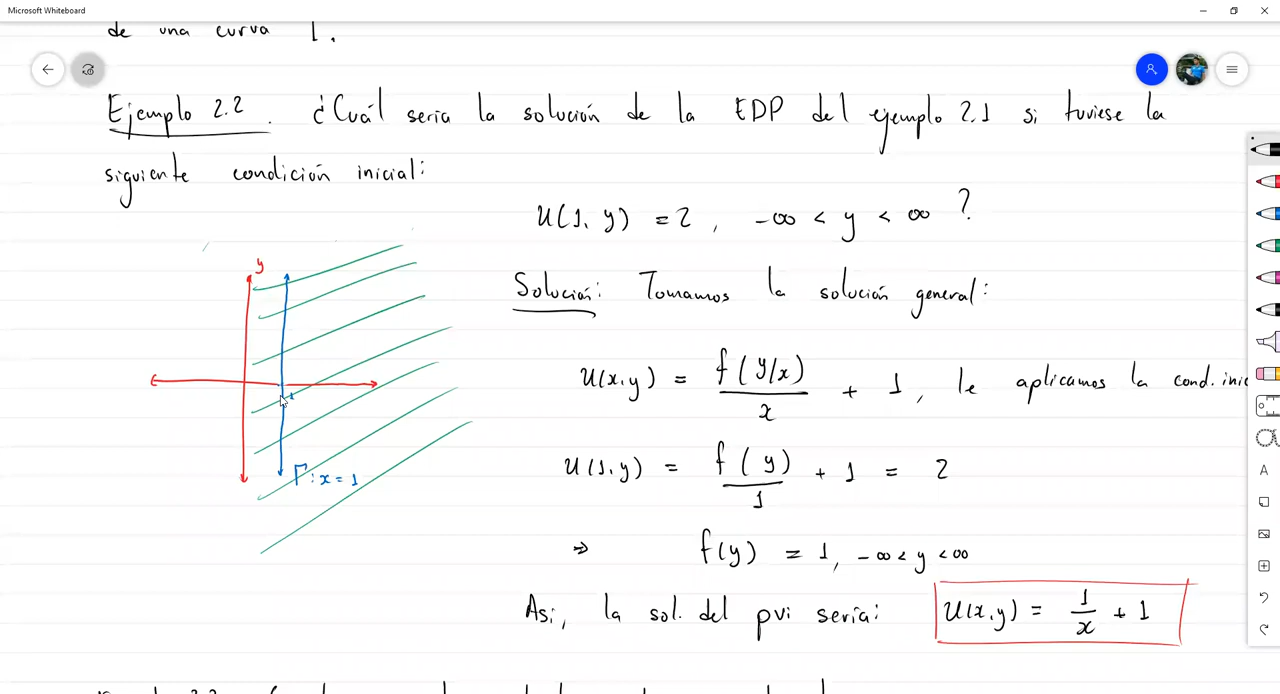 Microsoft Whiteboard
de una curva Γ.
Ejemplo 2.2. ¿Cuál sería la solución de la EDP del ejemplo 2.1 si tuviese la
siguiente condición inicial:
u(1, y) = 2, -∞ < y < ∞ ?
y
Solución: Tomamos la solución general:
u(x,y) = f(y/x)/x + 1, le aplicamos la cond. inic
u(1,y) = f(y)/1 + 1 = 2
1
Γ: x = 1
⇒ f(y) = 1, -∞ < y < ∞
Así, la sol. del pvi sería: u(x,y) = 1/x + 1
A